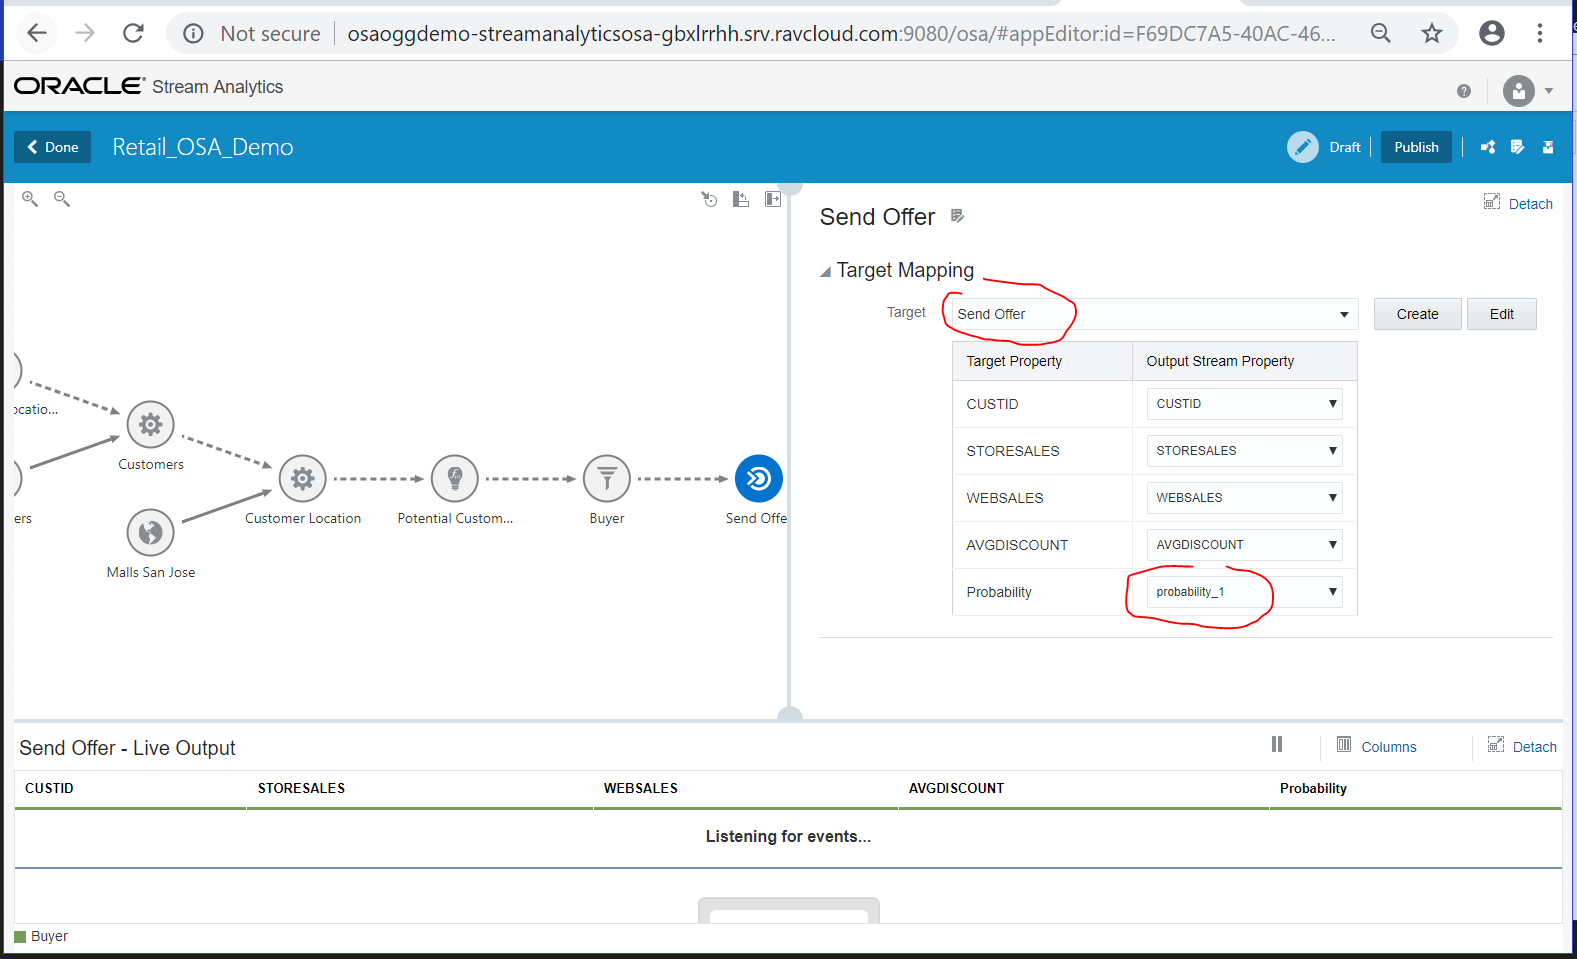 Not secure osaoggdemo-streamanalyticsosa-gbxlrrhh.srv.ravcloud.com:9080/osa/#appEditor:id=F69DC7A5-40AC-46...
ORACLE Stream Analytics
Done Retail_OSA_Demo Draft Publish
Send Offer Detach
Target Mapping
Target Send Offer Create Edit
Target Property Output Stream Property
CUSTID CUSTID
STORESALES STORESALES
WEBSALES WEBSALES
AVGDISCOUNT AVGDISCOUNT
Probability probability_1
ocatio...
Customers
ers Customer Location Potential Custom... Buyer Send Offe
Malls San Jose
Send Offer - Live Output Columns Detach
CUSTID STORESALES WEBSALES AVGDISCOUNT Probability
Listening for events...
Buyer